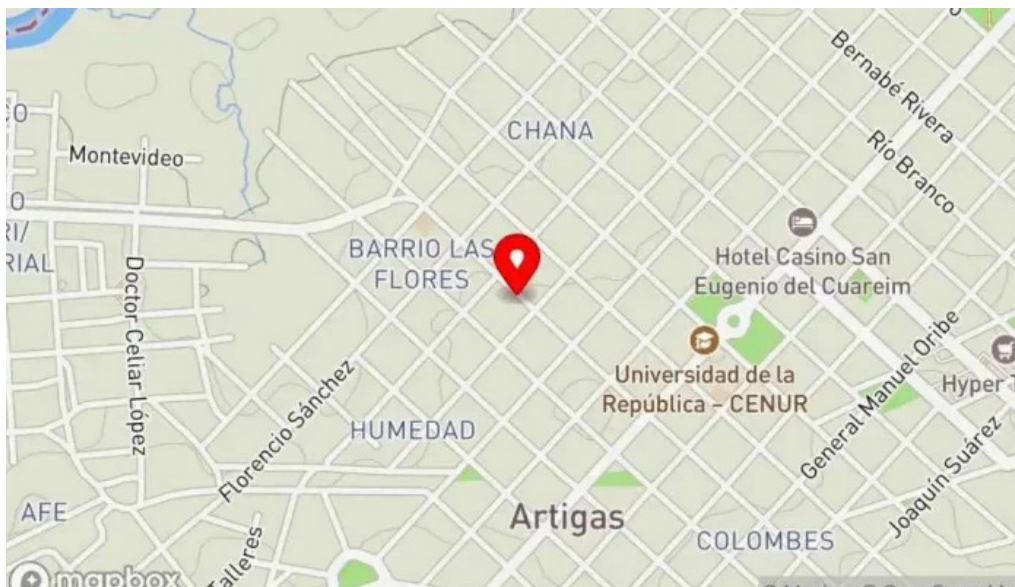 Bernabé Rivera
CHANA
Río Branco
Montevideo
BARRIO LAS
FLORES
Hotel Casino San
Eugenio del Cuareim
Doctor Celiar López
Universidad de la
República – CENUR
General Manuel Oribe
Hyper
Florencio Sánchez
HUMEDAD
Joaquín Suárez
Artigas
AFE
COLOMBES
Talleres
mapbox